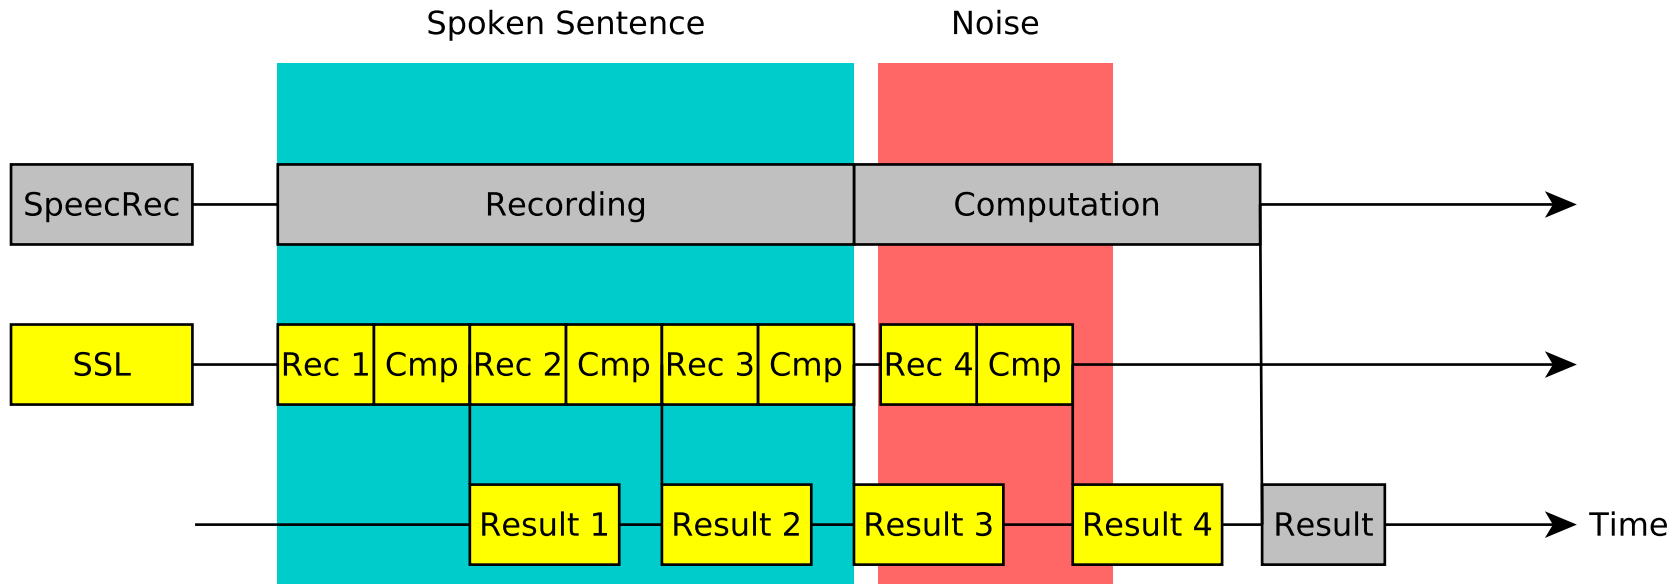 Spoken Sentence Noise
SpeecRec Recording Computation
SSL Rec 1 Cmp Rec 2 Cmp Rec 3 Cmp Rec 4 Cmp
Result 1 Result 2 Result 3 Result 4 Result Time